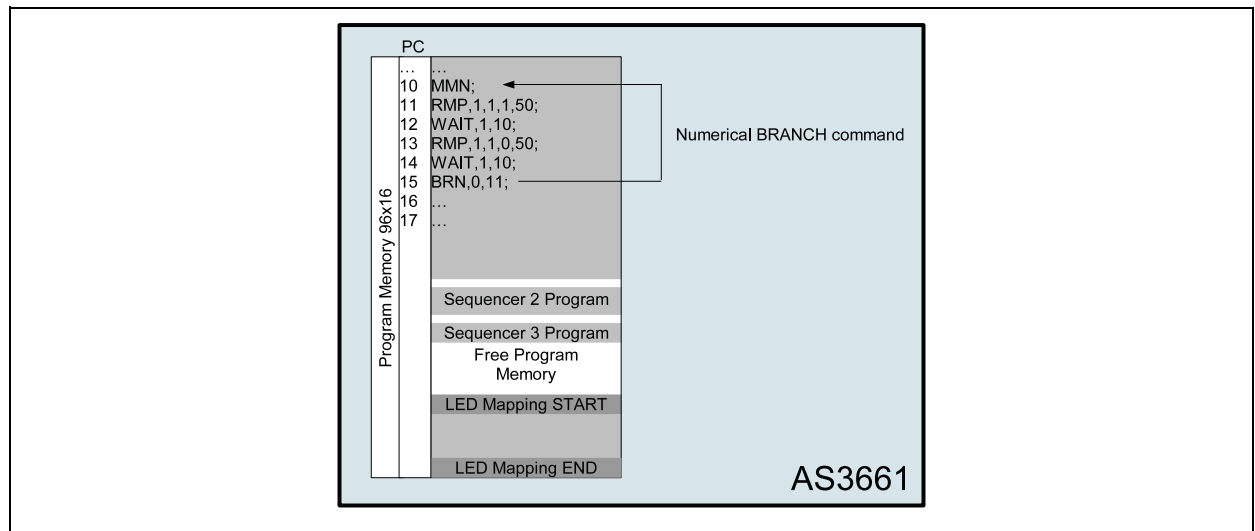 PC
... ...
10 MMN;
11 RMP,1,1,1,50;
12 WAIT,1,10;
13 RMP,1,1,0,50;
14 WAIT,1,10;
15 BRN,0,11;
16 ...
17 ...
Numerical BRANCH command
Program Memory 96x16
Sequencer 2 Program
Sequencer 3 Program
Free Program
Memory
LED Mapping START
LED Mapping END
AS3661